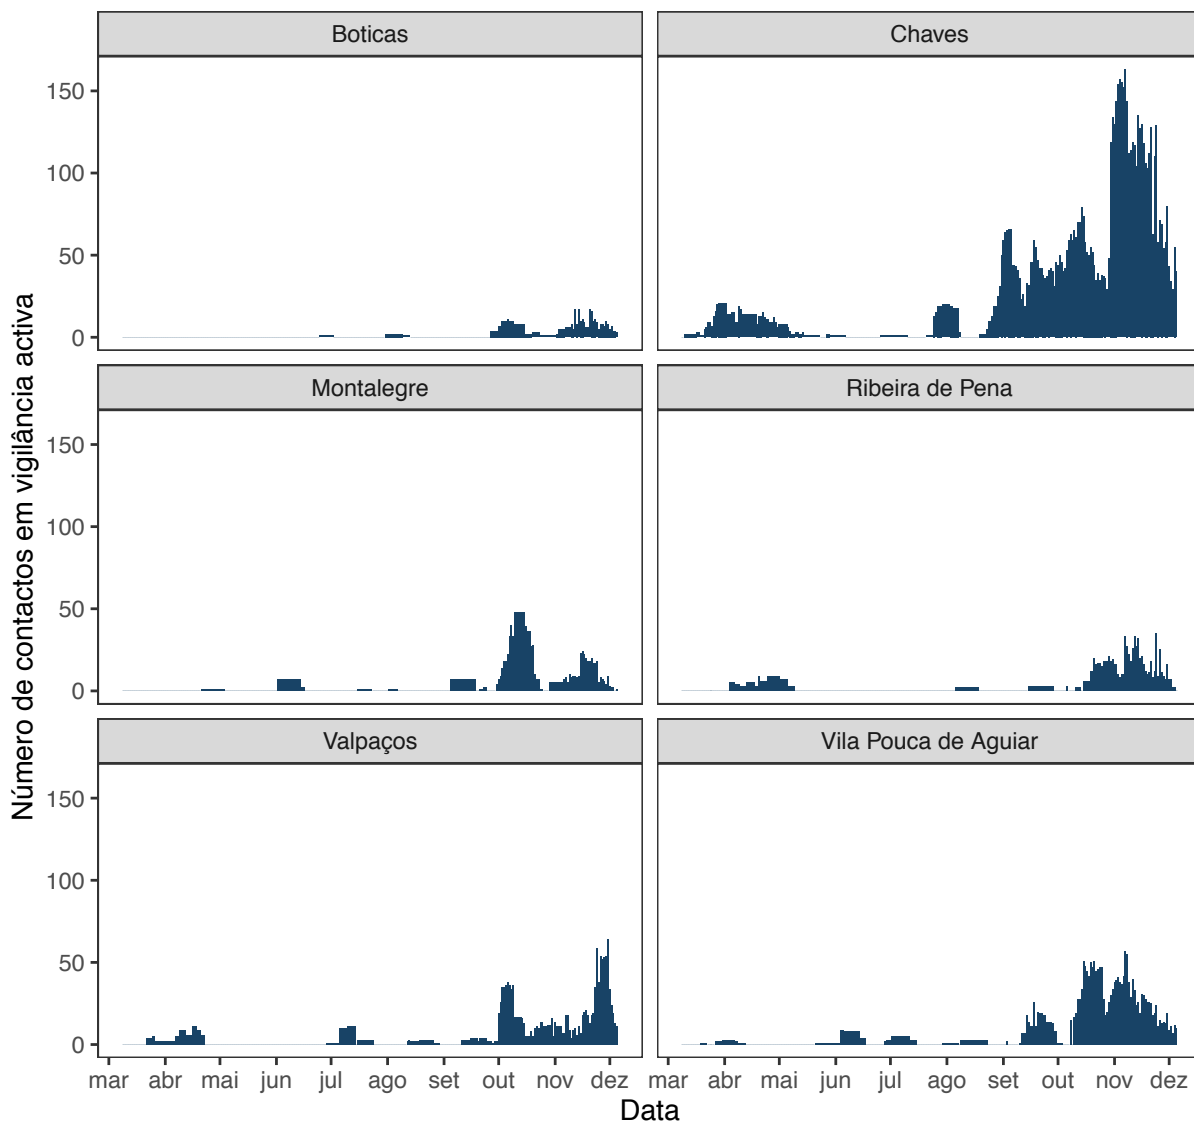 Boticas
Chaves
150
100
50
0
Montalegre
Ribeira de Pena
150
100
50
0
Valpaços
Vila Pouca de Aguiar
150
100
50
0
mar abr mai jun jul ago set out nov dez
mar abr mai jun jul ago set out nov dez
Data
Número de contactos em vigilância activa